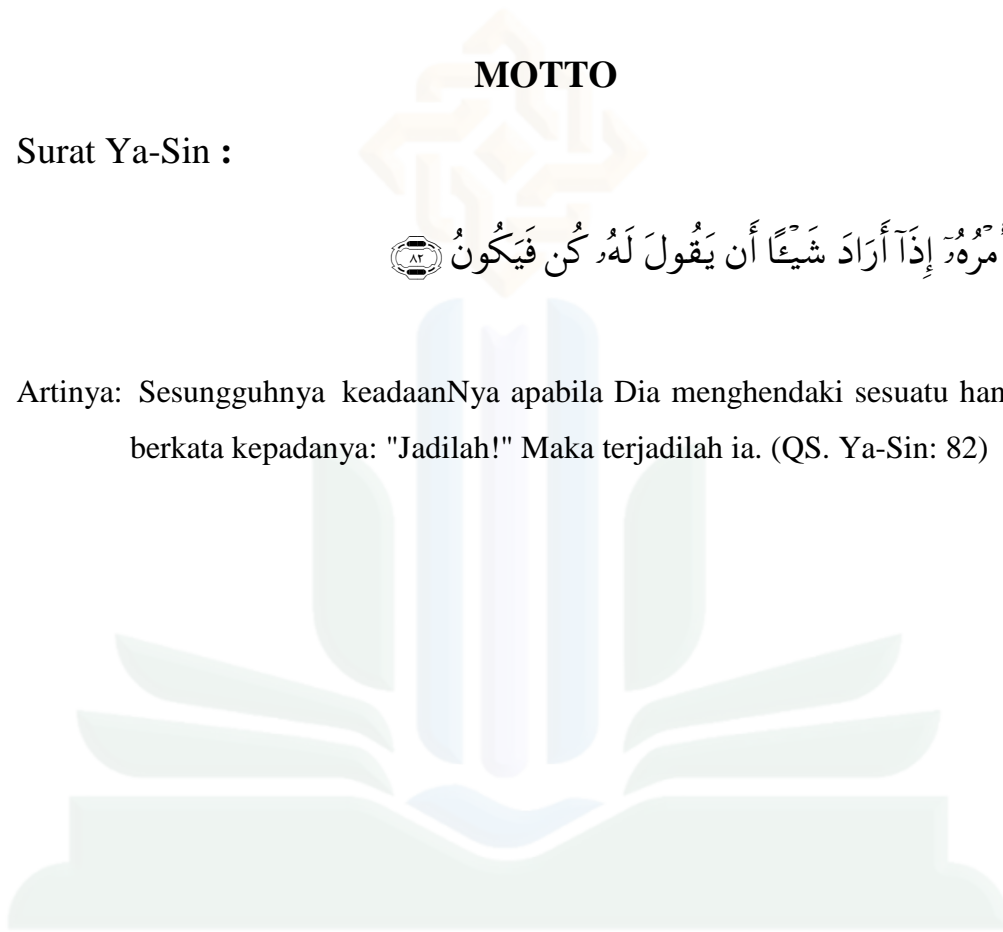 MOTTO
Surat Ya-Sin :
أَمۡرُهُۥٓ إِذَآ أَرَادَ شَيۡـًٔا أَن يَقُولَ لَهُۥ كُن فَيَكُونُ ٨٢
Artinya: Sesungguhnya keadaanNya apabila Dia menghendaki sesuatu han
berkata kepadanya: "Jadilah!" Maka terjadilah ia. (QS. Ya-Sin: 82)